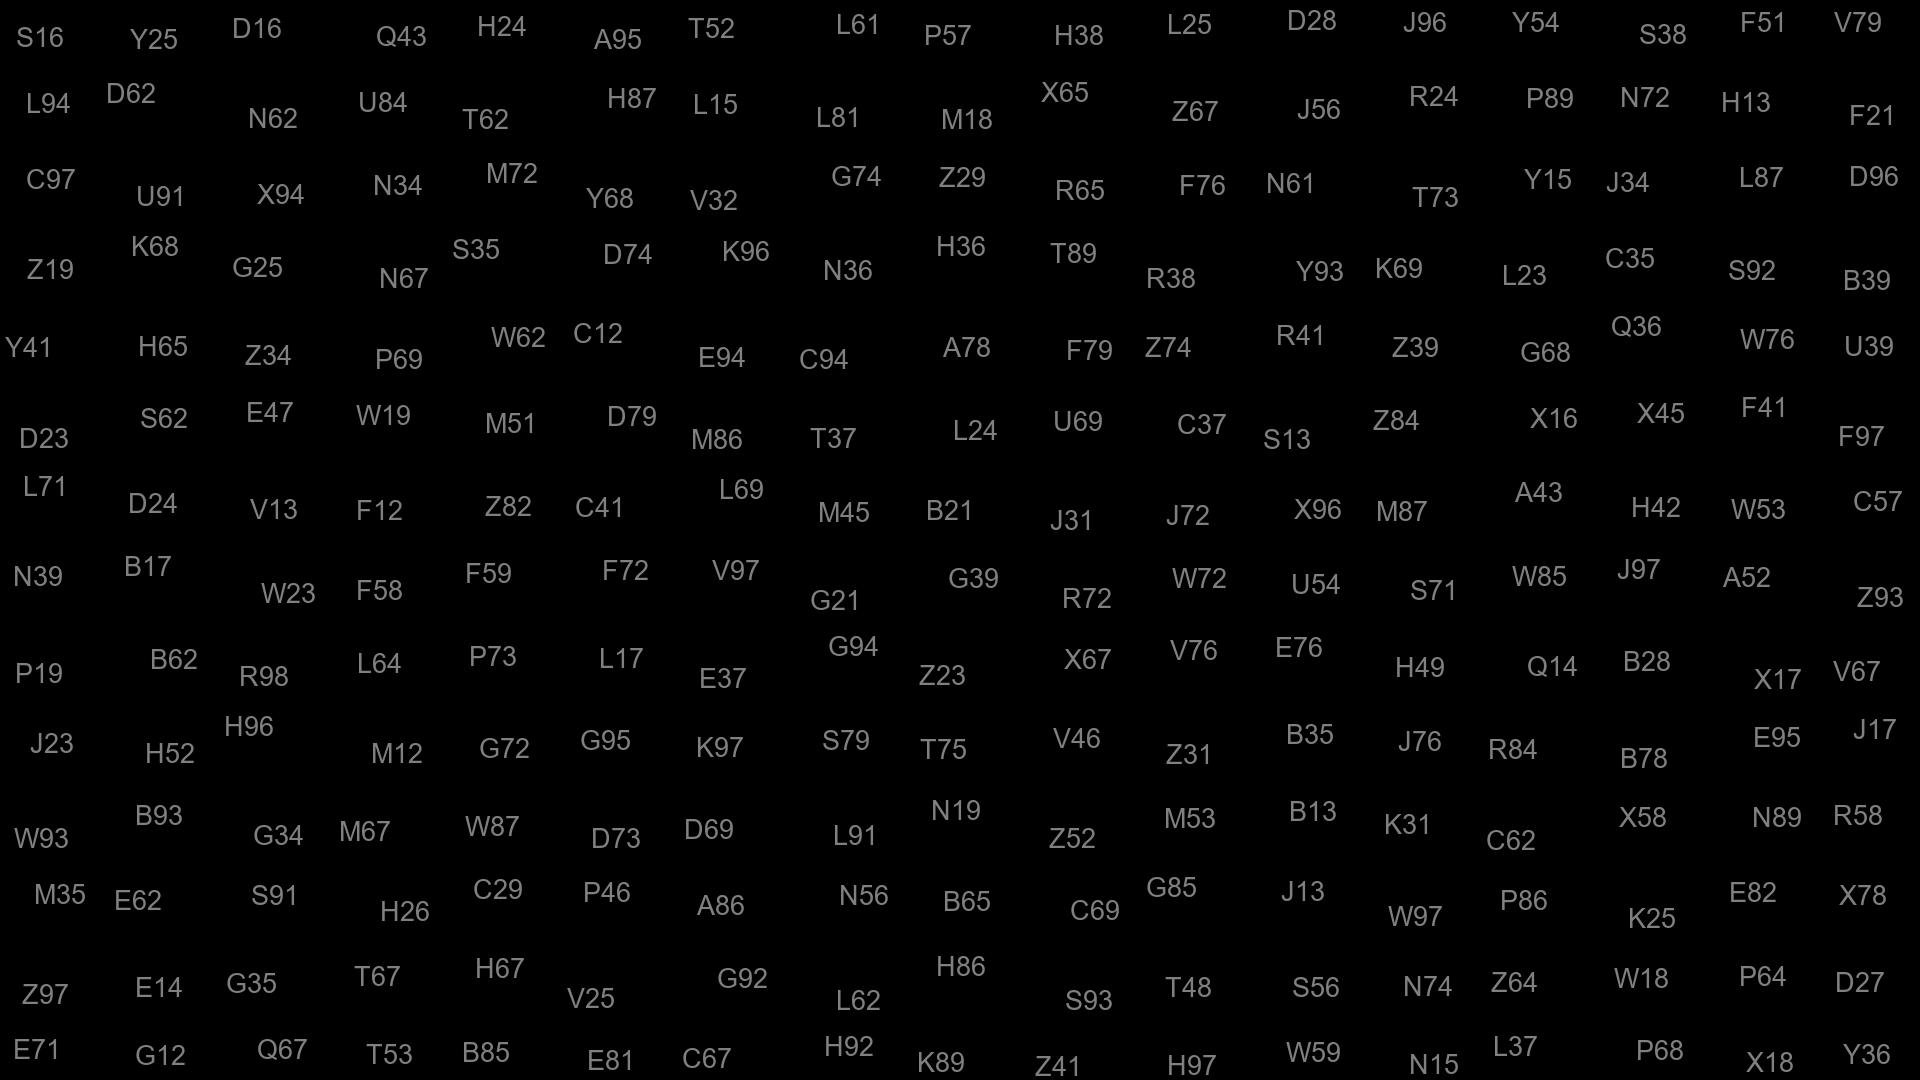 S16 Y25 D16 Q43 H24 A95 T52 L61 P57 H38 L25 D28 J96 Y54 S38 F51 V79
L94 D62 N62 U84 T62 H87 L15 L81 M18 X65 Z67 J56 R24 P89 N72 H13 F21
C97 U91 X94 N34 M72 Y68 V32 G74 Z29 R65 F76 N61 T73 Y15 J34 L87 D96
Z19 K68 G25 N67 S35 D74 K96 N36 H36 T89 R38 Y93 K69 L23 C35 S92 B39
Y41 H65 Z34 P69 W62 C12 E94 C94 A78 F79 Z74 R41 Z39 G68 Q36 W76 U39
D23 S62 E47 W19 M51 D79 M86 T37 L24 U69 C37 S13 Z84 X16 X45 F41 F97
L71 D24 V13 F12 Z82 C41 L69 M45 B21 J31 J72 X96 M87 A43 H42 W53 C57
N39 B17 W23 F58 F59 F72 V97 G21 G39 R72 W72 U54 S71 W85 J97 A52 Z93
P19 B62 R98 L64 P73 L17 E37 G94 Z23 X67 V76 E76 H49 Q14 B28 X17 V67
J23 H52 H96 M12 G72 G95 K97 S79 T75 V46 Z31 B35 J76 R84 B78 E95 J17
W93 B93 G34 M67 W87 D73 D69 L91 N19 Z52 M53 B13 K31 C62 X58 N89 R58
M35 E62 S91 H26 C29 P46 A86 N56 B65 C69 G85 J13 W97 P86 K25 E82 X78
Z97 E14 G35 T67 H67 V25 G92 L62 H86 S93 T48 S56 N74 Z64 W18 P64 D27
E71 G12 Q67 T53 B85 E81 C67 H92 K89 Z41 H97 W59 N15 L37 P68 X18 Y36